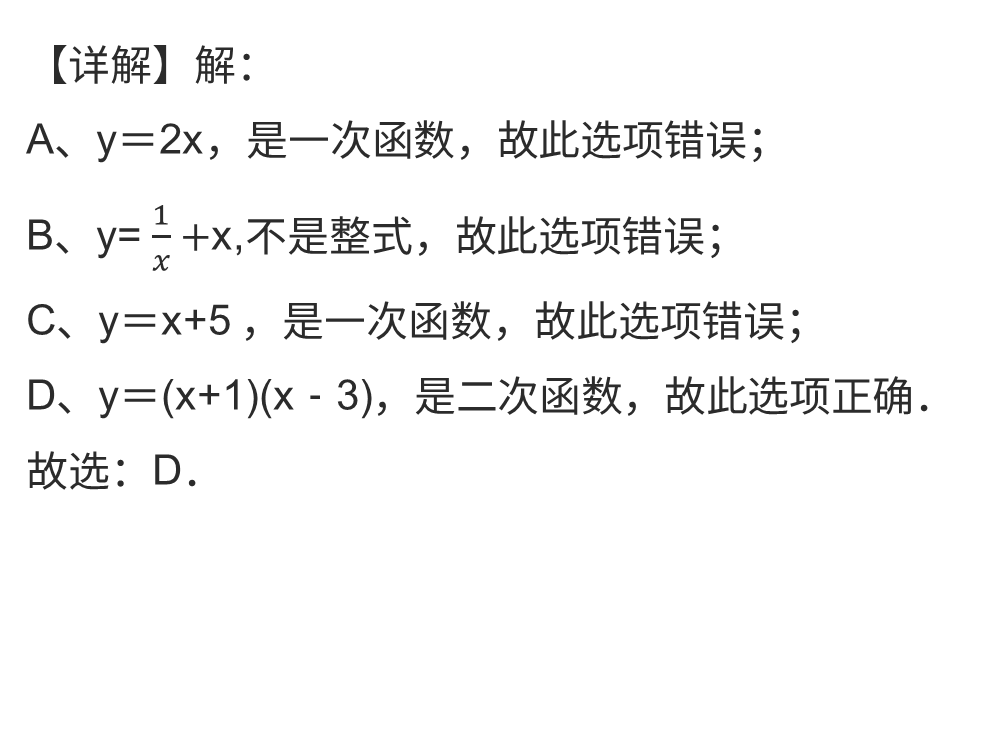 【详解】解：
A、y＝2x，是一次函数，故此选项错误；
B、y=\frac{1}{x}+x,不是整式，故此选项错误；
C、y＝x+5，是一次函数，故此选项错误；
D、y＝(x+1)(x - 3)，是二次函数，故此选项正确．
故选：D．